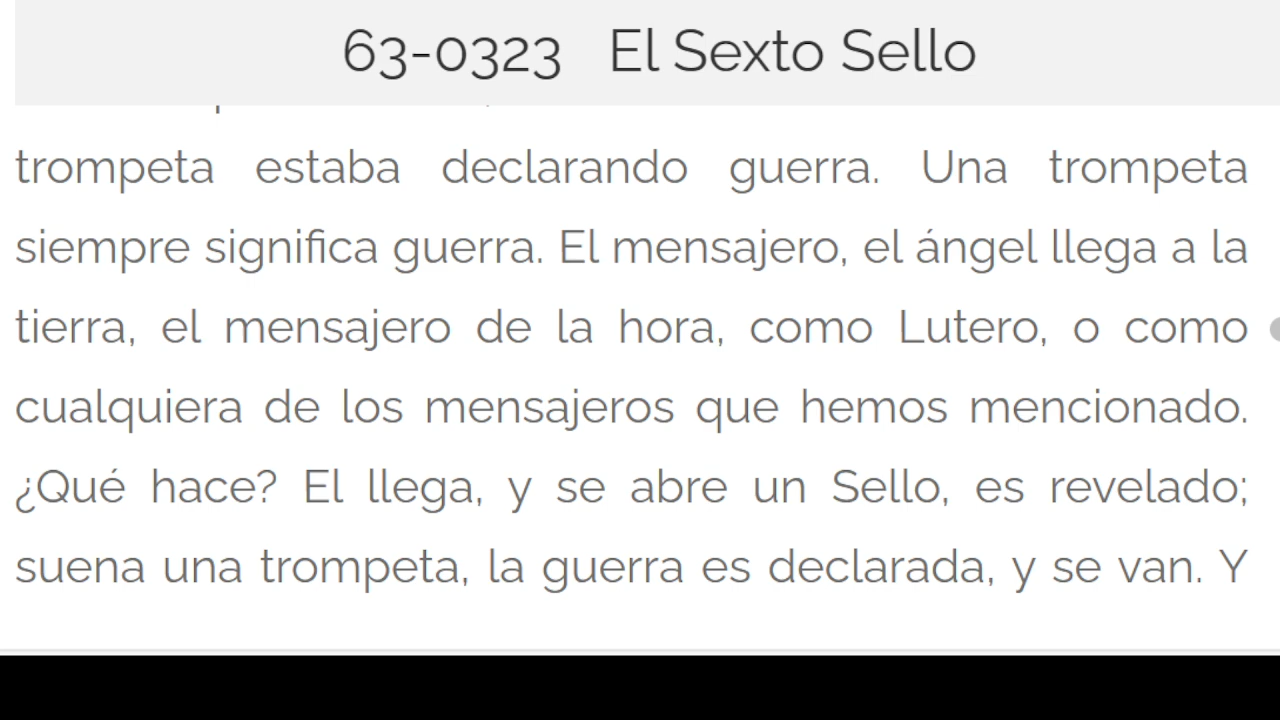 63-0323 El Sexto Sello
trompeta estaba declarando guerra. Una trompeta
siempre significa guerra. El mensajero, el ángel llega a la
tierra, el mensajero de la hora, como Lutero, o como
cualquiera de los mensajeros que hemos mencionado.
¿Qué hace? El llega, y se abre un Sello, es revelado;
suena una trompeta, la guerra es declarada, y se van. Y